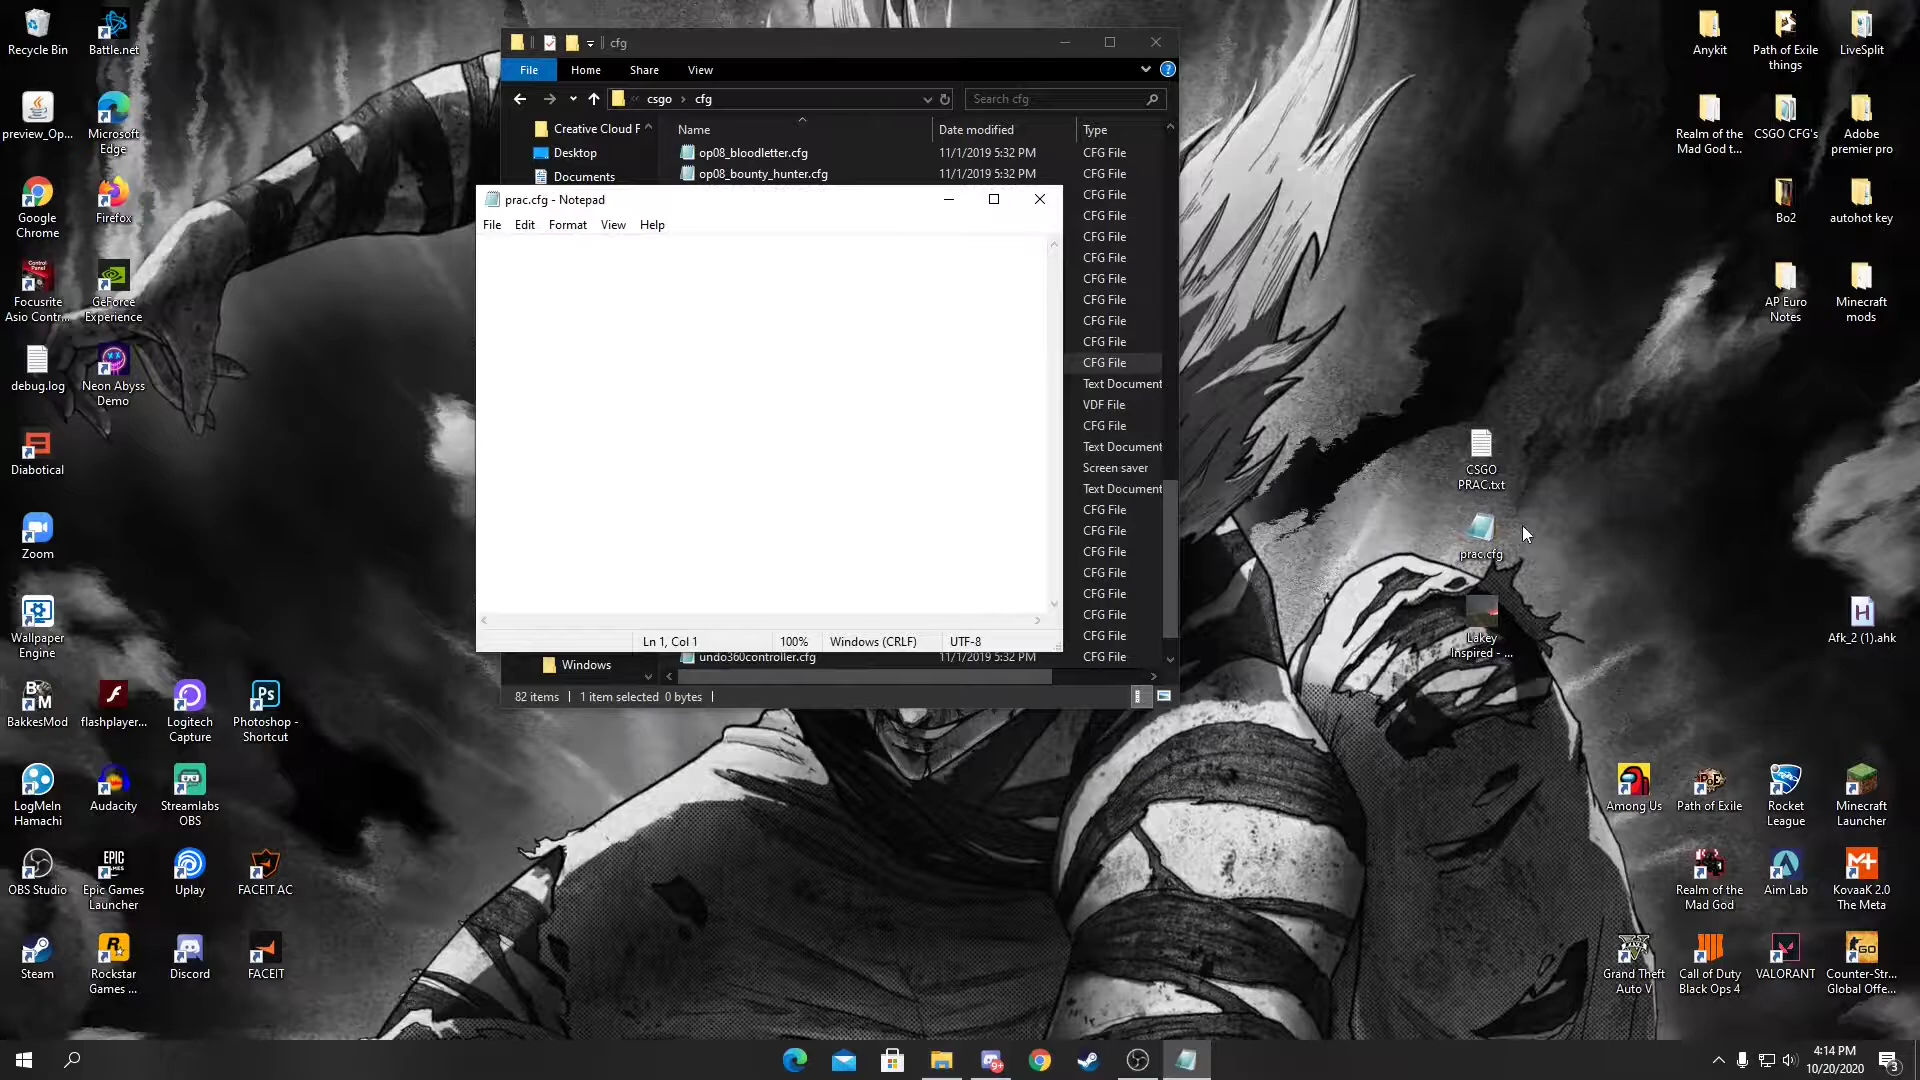 Recycle Bin
Battle.net
preview_Op...
Microsoft
Edge
Google
Chrome
Firefox
Focusrite
Asio Contr...
GeForce
Experience
debug.log
Neon Abyss
Demo
Diabotical
Zoom
Wallpaper
Engine
BakkesMod
flashplayer...
Logitech
Capture
Photoshop -
Shortcut
LogMeIn
Hamachi
Audacity
Streamlabs
OBS
OBS Studio
Epic Games
Launcher
Uplay
FACEIT AC
Steam
Rockstar
Games ...
Discord
FACEIT
cfg
File
Home
Share
View
csgo
cfg
Search cfg
Creative Cloud F
Desktop
Documents
Windows
Name
Date modified
Type
op08_bloodletter.cfg
11/1/2019 5:32 PM
CFG File
op08_bounty_hunter.cfg
11/1/2019 5:32 PM
CFG File
CFG File
CFG File
CFG File
CFG File
CFG File
CFG File
CFG File
CFG File
CFG File
Text Document
VDF File
CFG File
Text Document
Screen saver
Text Document
CFG File
CFG File
CFG File
CFG File
CFG File
CFG File
CFG File
undo360controller.cfg
11/1/2019 5:32 PM
CFG File
82 items
1 item selected 0 bytes
prac.cfg - Notepad
File
Edit
Format
View
Help
Ln 1, Col 1
100%
Windows (CRLF)
UTF-8
Anykit
Path of Exile
things
LiveSplit
Realm of the
Mad God t...
CSGO CFG's
Adobe
premier pro
Bo2
autohot key
AP Euro
Notes
Minecraft
mods
CSGO
PRAC.txt
prac.cfg
Lakey
Inspired - ...
Afk_2 (1).ahk
Among Us
Path of Exile
Rocket
League
Minecraft
Launcher
Realm of the
Mad God
Aim Lab
KovaaK 2.0
The Meta
Grand Theft
Auto V
Call of Duty
Black Ops 4
VALORANT
Counter-Str...
Global Offe...
4:14 PM
10/20/2020